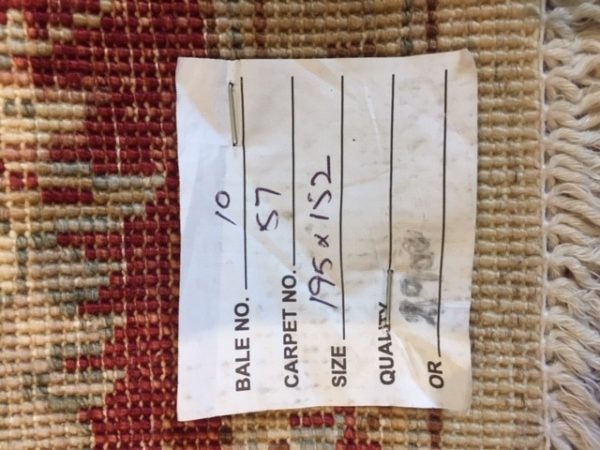 BALE NO. 10
CARPET NO. 57
SIZE 195 x 152
QUALITY
OR